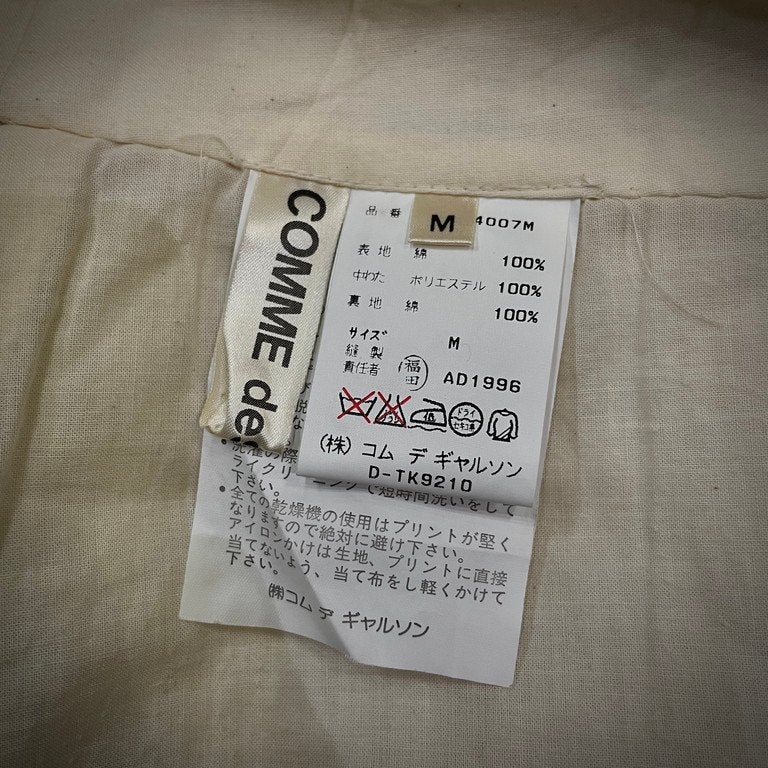 COMME de
M
品番 4007M
表地 綿 100%
中わた ポリエステル 100%
裏地 綿 100%
サイズ M
縫製
責任者 福田 AD1996
ドライ
セキユ系
(株) コム デ ギャルソン
D-TK9210
洗濯の際
ライクリーニングで短時間洗いをして
下さい。
●全ての乾燥機の使用はプリントが堅く
なりますので絶対に避け下さい。
アイロンかけは生地、プリントに直接
当てないよう、当て布をし軽くかけて
下さい。
㈱コム デ ギャルソン